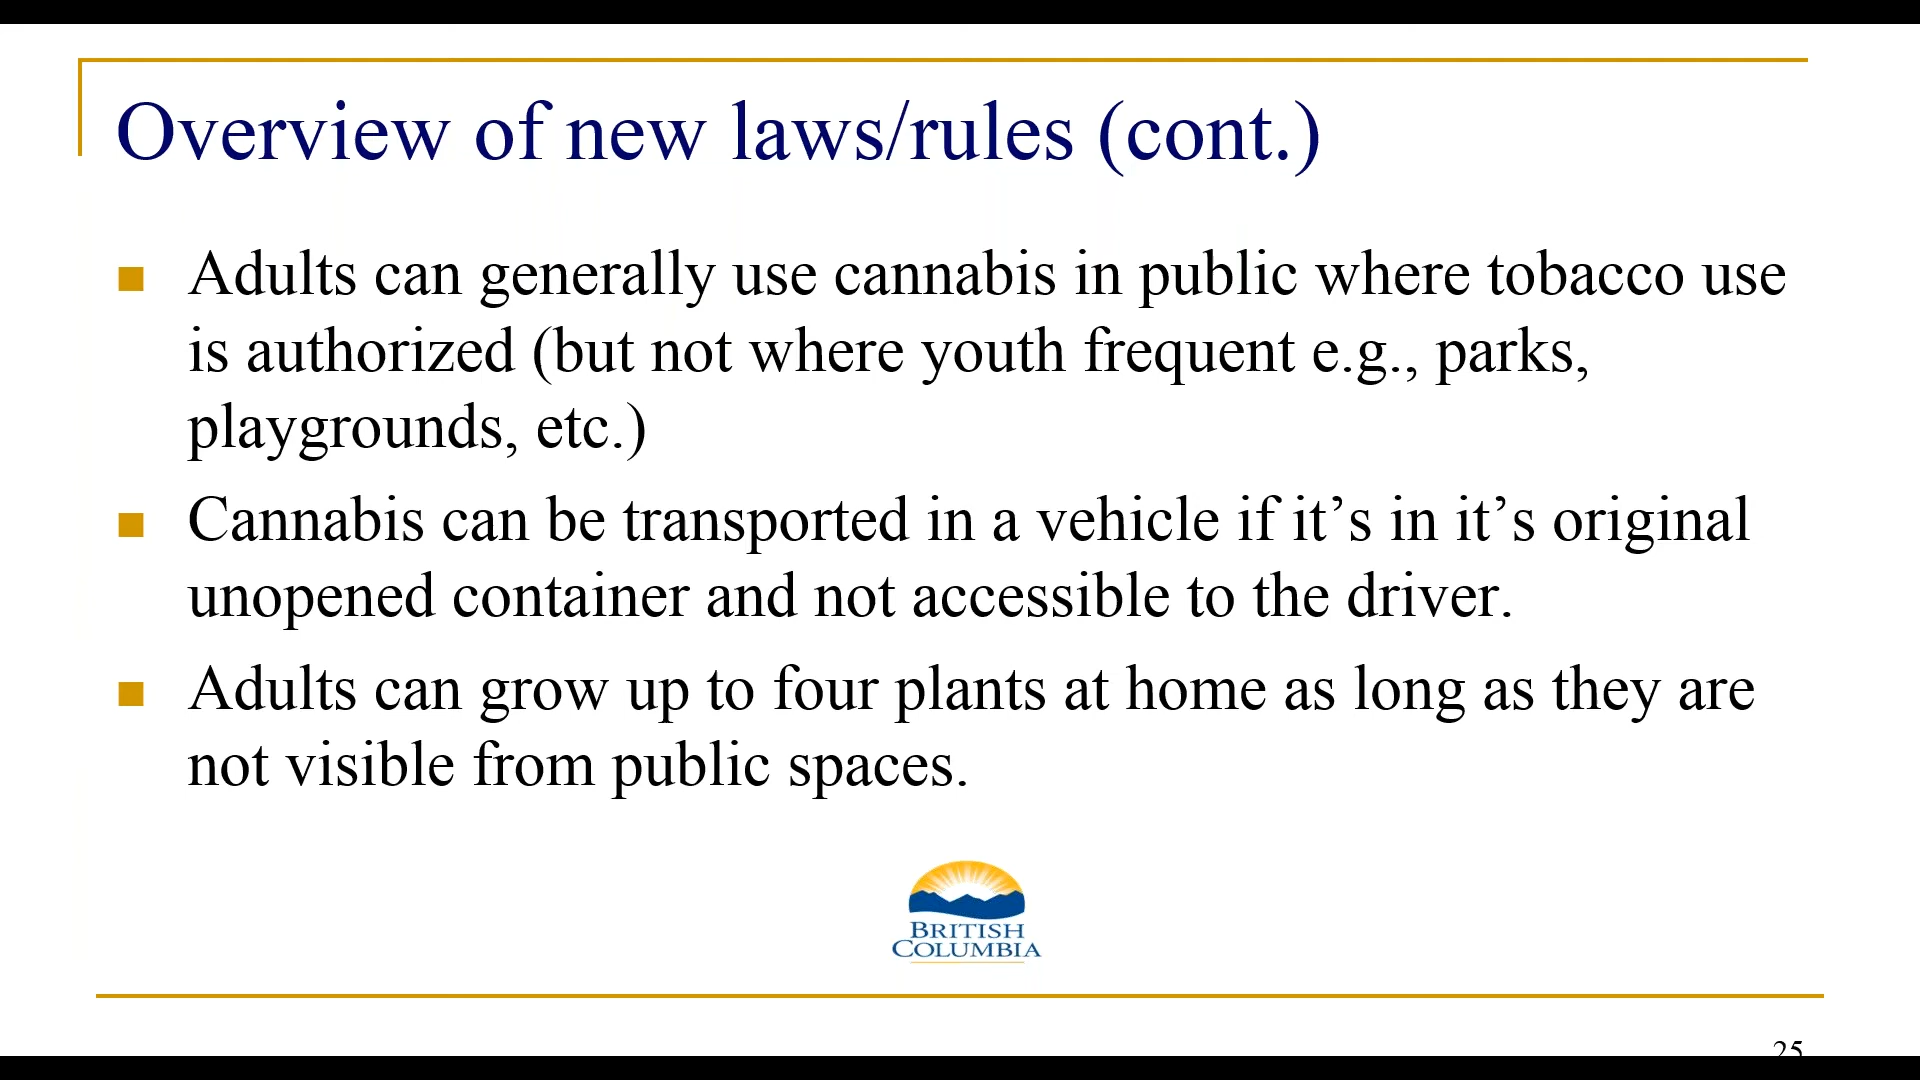 Overview of new laws/rules (cont.)
Adults can generally use cannabis in public where tobacco use
is authorized (but not where youth frequent e.g., parks,
playgrounds, etc.)
Cannabis can be transported in a vehicle if it’s in it’s original
unopened container and not accessible to the driver.
Adults can grow up to four plants at home as long as they are
not visible from public spaces.
BRITISH
COLUMBIA
25